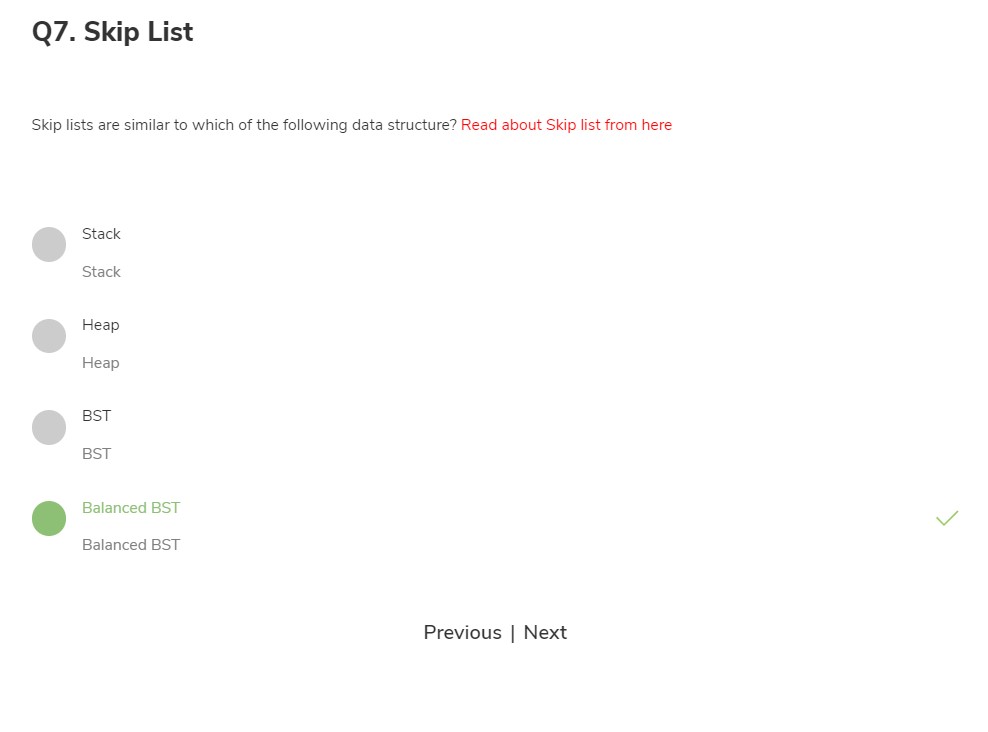 Q7. Skip List
Skip lists are similar to which of the following data structure? Read about Skip list from here
Stack
Stack
Heap
Heap
BST
BST
Balanced BST
Balanced BST
Previous | Next